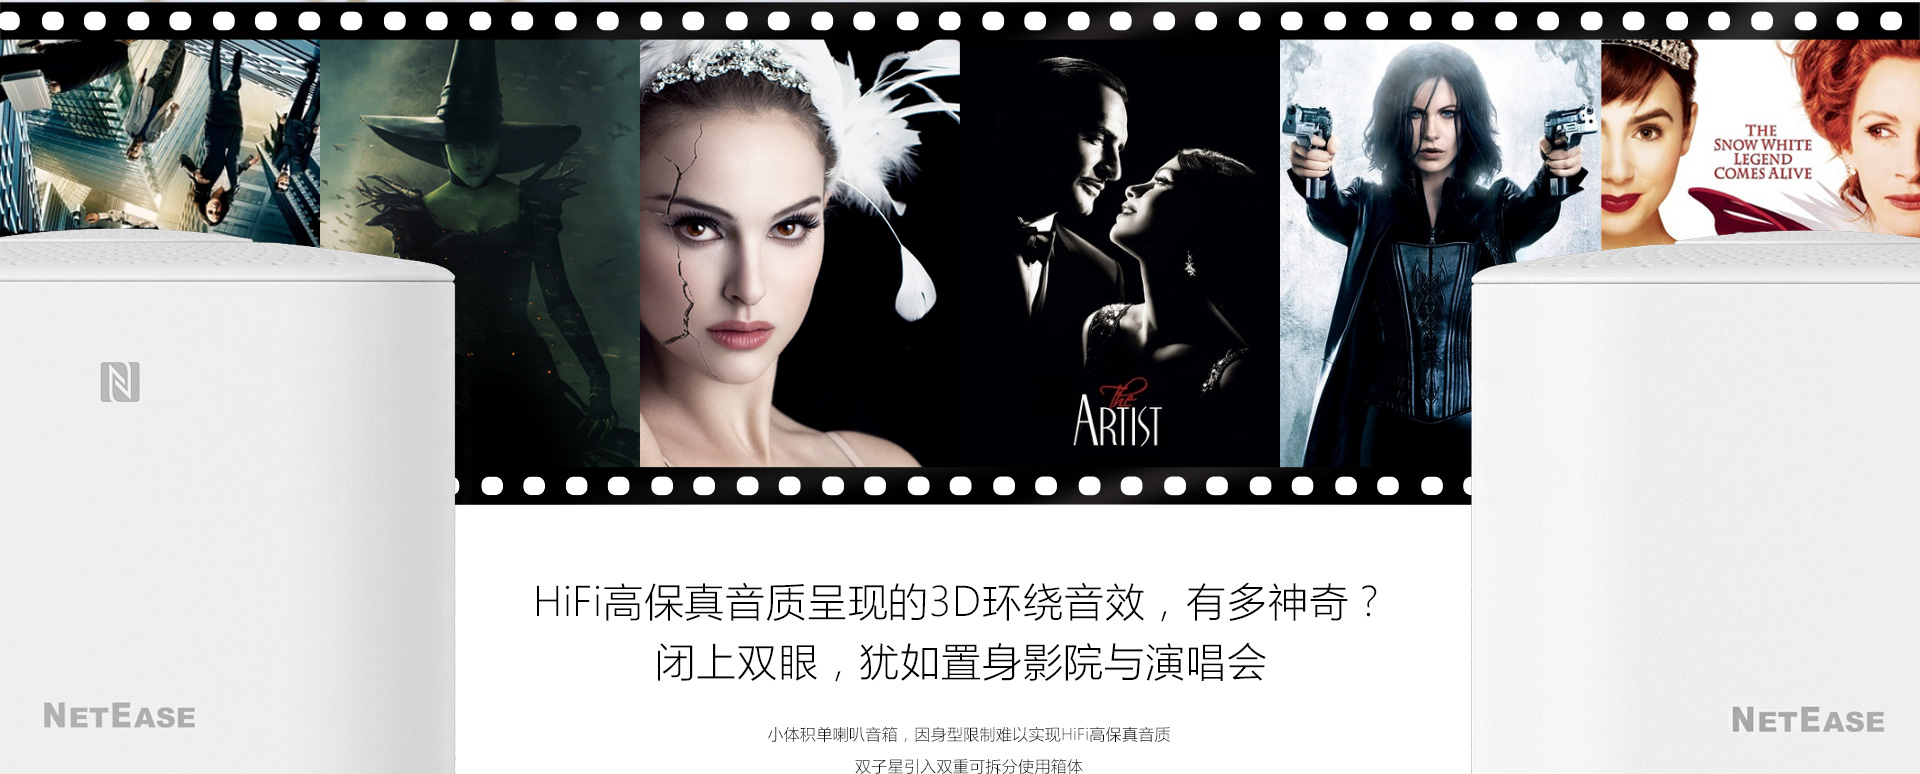 THE
SNOW WHITE
LEGEND
COMES ALIVE
The
ARTIST
HiFi高保真音质呈现的3D环绕音效，有多神奇？
闭上双眼，犹如置身影院与演唱会
NETEASE
NETEASE
小体积单喇叭音箱，因身型限制难以实现HiFi高保真音质
双子星引入双重可拆分使用箱体